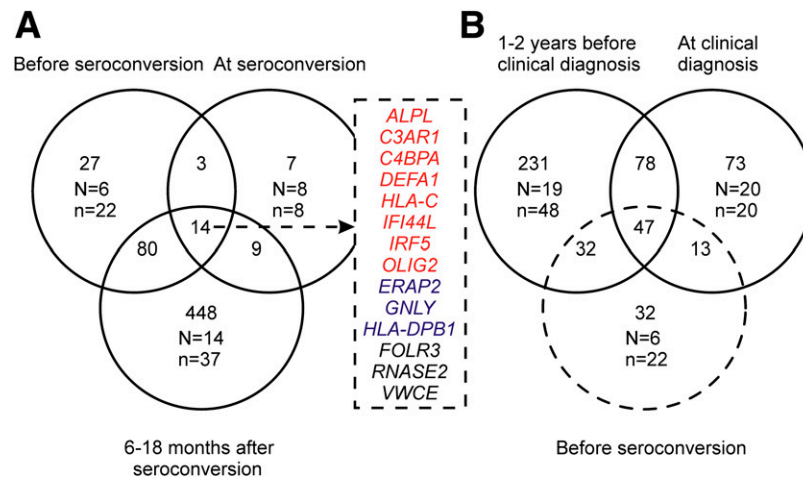 A
Before seroconversion
At seroconversion
27
N=6
n=22
3
7
N=8
n=8
14
80
9
448
N=14
n=37
6-18 months after
seroconversion
ALPL
C3AR1
C4BPA
DEFA1
HLA-C
IFI44L
IRF5
OLIG2
ERAP2
GNLY
HLA-DPB1
FOLR3
RNASE2
VWCE
B
1-2 years before
clinical diagnosis
At clinical
diagnosis
231
N=19
n=48
78
73
N=20
n=20
47
32
13
32
N=6
n=22
Before seroconversion